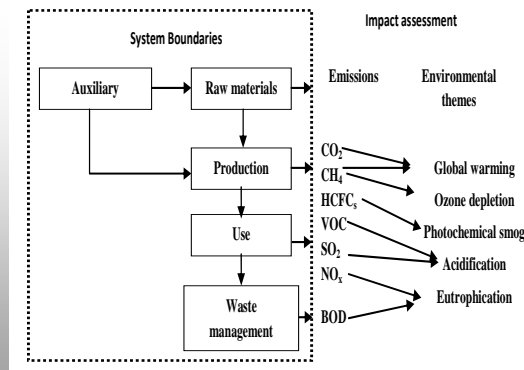 System Boundaries
Impact assessment
Auxiliary
Raw materials
Emissions
Environmental
themes
Production
CO₂
CH₄
HCFCₛ
VOC
SO₂
NOₓ
BOD
Global warming
Ozone depletion
Photochemical smog
Acidification
Eutrophication
Use
Waste
management